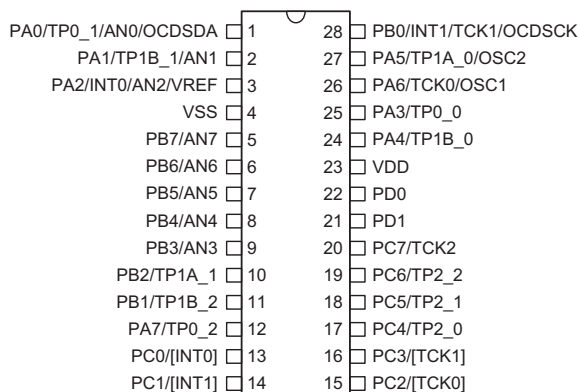 PA0/TP0_1/AN0/OCDSDA 1 28 PB0/INT1/TCK1/OCDSCK
PA1/TP1B_1/AN1 2 27 PA5/TP1A_0/OSC2
PA2/INT0/AN2/VREF 3 26 PA6/TCK0/OSC1
VSS 4 25 PA3/TP0_0
PB7/AN7 5 24 PA4/TP1B_0
PB6/AN6 6 23 VDD
PB5/AN5 7 22 PD0
PB4/AN4 8 21 PD1
PB3/AN3 9 20 PC7/TCK2
PB2/TP1A_1 10 19 PC6/TP2_2
PB1/TP1B_2 11 18 PC5/TP2_1
PA7/TP0_2 12 17 PC4/TP2_0
PC0/[INT0] 13 16 PC3/[TCK1]
PC1/[INT1] 14 15 PC2/[TCK0]